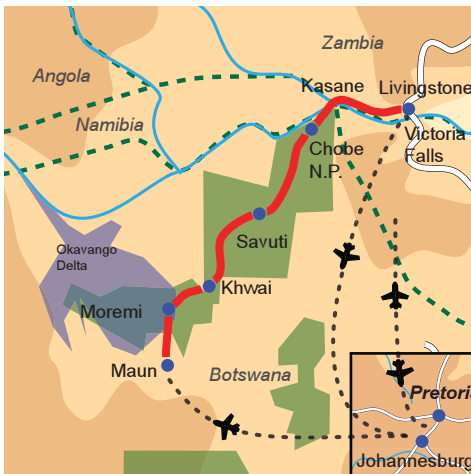 Zambia
Angola
Kasane
Livingstone
Namibia
Victoria
Falls
Chobe
N.P.
Savuti
Okavango
Delta
Khwai
Moremi
Maun
Botswana
Pretoria
Johannesburg